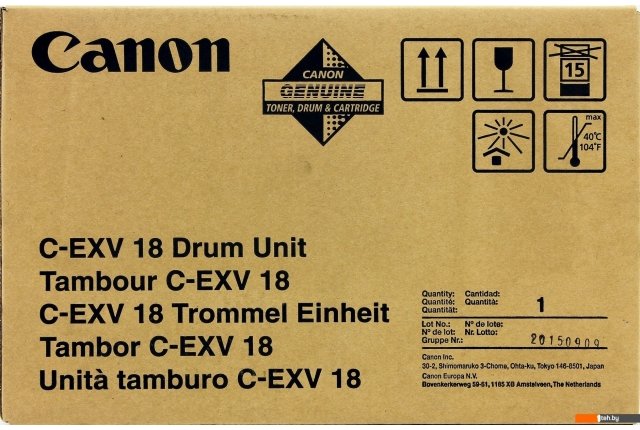 Canon
CANON
GENUINE
TONER, DRUM & CARTRIDGE
15
max
40°C
104°F
C-EXV 18 Drum Unit
Tambour C-EXV 18
C-EXV 18 Trommel Einheit
Tambor C-EXV 18
Unità tamburo C-EXV 18
Quantity: Cantidad:
Quantité: Quantità:
Quantität:
1
Lot No.: Nº de lote:
Nº de lot: Nr. Lotto:
Gruppe Nr.:
20150909
Canon Inc.
30-2, Shimomaruko 3-Chome, Ohta-ku, Tokyo 146-8501, Japan
Canon Europa N.V.
Bovenkerkerweg 59-61, 1185 XB Amstelveen, The Netherlands
1teh.by